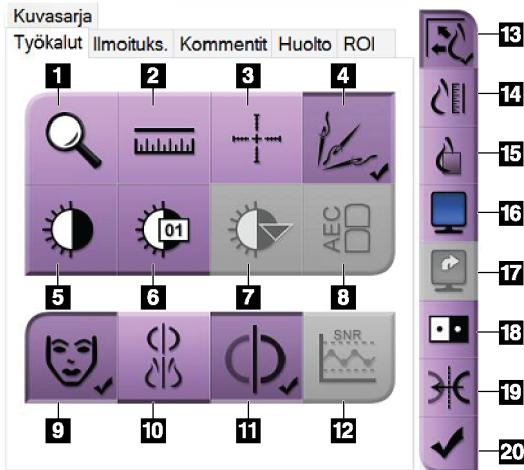 Kuvasarja
Työkalut Ilmoituks. Kommentit Huolto ROI
1 2 3 4
01
AEC
5 6 7 8
SNR
9 10 11 12
13
14
15
16
17
18
19
20